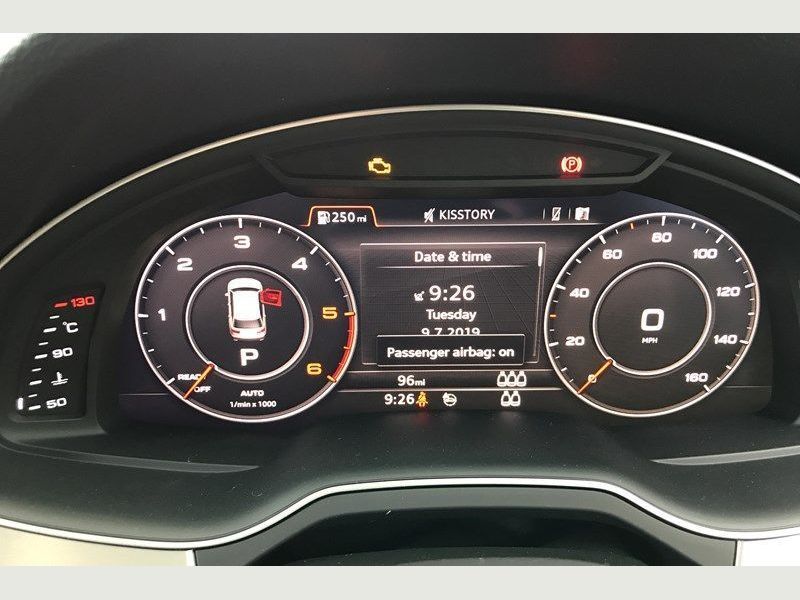 250 mi
KISSTORY
Date & time
9:26
Tuesday
9.7.2019
Passenger airbag: on
96mi
9:26
1
2
3
4
5
6
P
READY
OFF
AUTO
1/min x 1000
20
40
60
80
100
120
140
160
0
0
MPH
130
°C
90
50
P